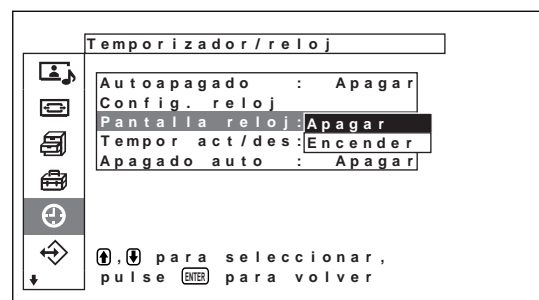 Temporizador/reloj
Autoapagado : Apagar
Config. reloj
Pantalla reloj: Apagar
Encender
Tempor act/des:
Apagado auto : Apagar
, para seleccionar,
pulse ENTER para volver